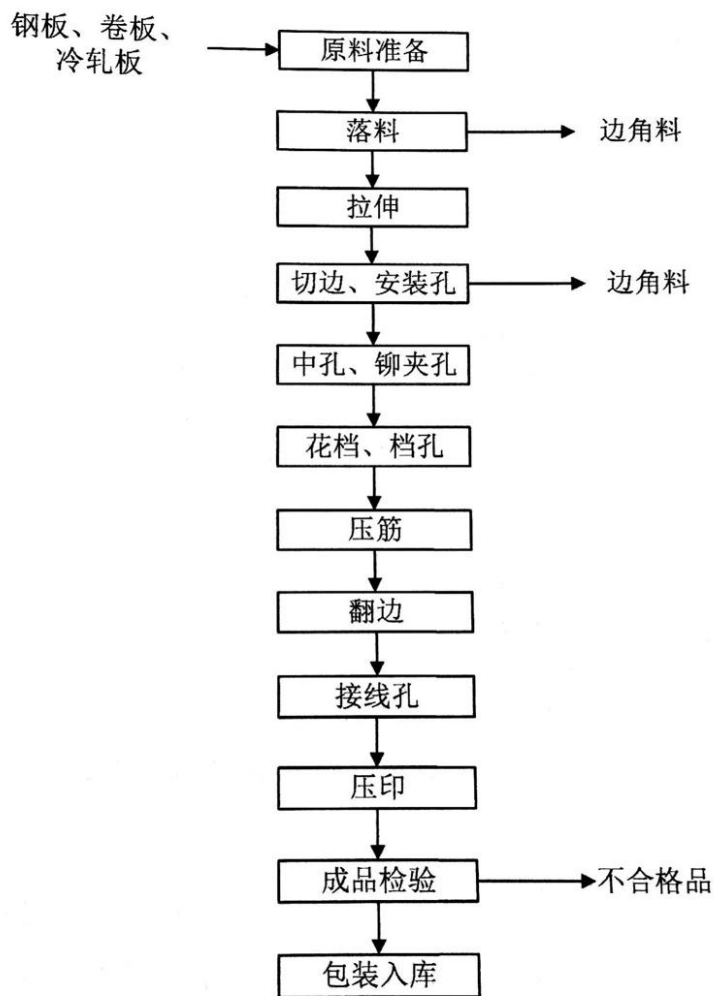 钢板、卷板、
冷轧板
原料准备
落料
边角料
拉伸
切边、安装孔
边角料
中孔、铆夹孔
花档、档孔
压筋
翻边
接线孔
压印
成品检验
不合格品
包装入库